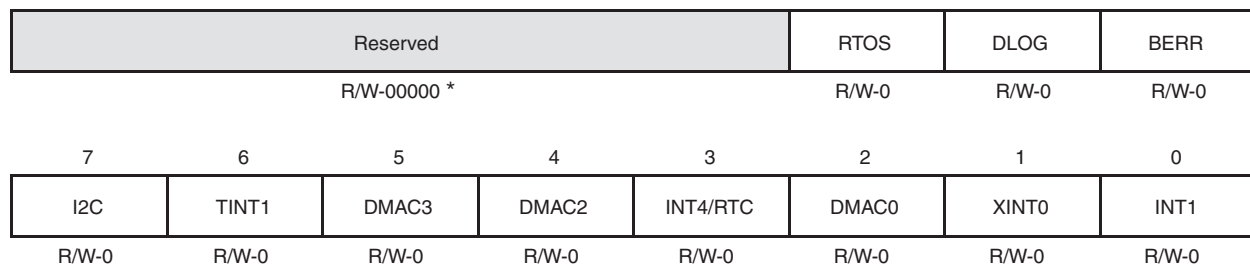 Reserved RTOS DLOG BERR
R/W-00000 * R/W-0 R/W-0 R/W-0
7 6 5 4 3 2 1 0
I2C TINT1 DMAC3 DMAC2 INT4/RTC DMAC0 XINT0 INT1
R/W-0 R/W-0 R/W-0 R/W-0 R/W-0 R/W-0 R/W-0 R/W-0